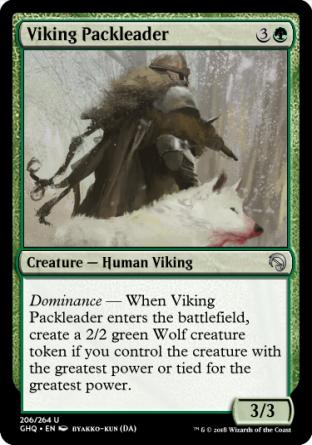 Viking Packleader 3
Creature — Human Viking
Dominance — When Viking
Packleader enters the battlefield,
create a 2/2 green Wolf creature
token if you control the creature with
the greatest power or tied for the
greatest power.
3/3
206/264 U
GHQ • EN BYAKKO-KUN (DA)
™ & © 2018 Wizards of the Coast